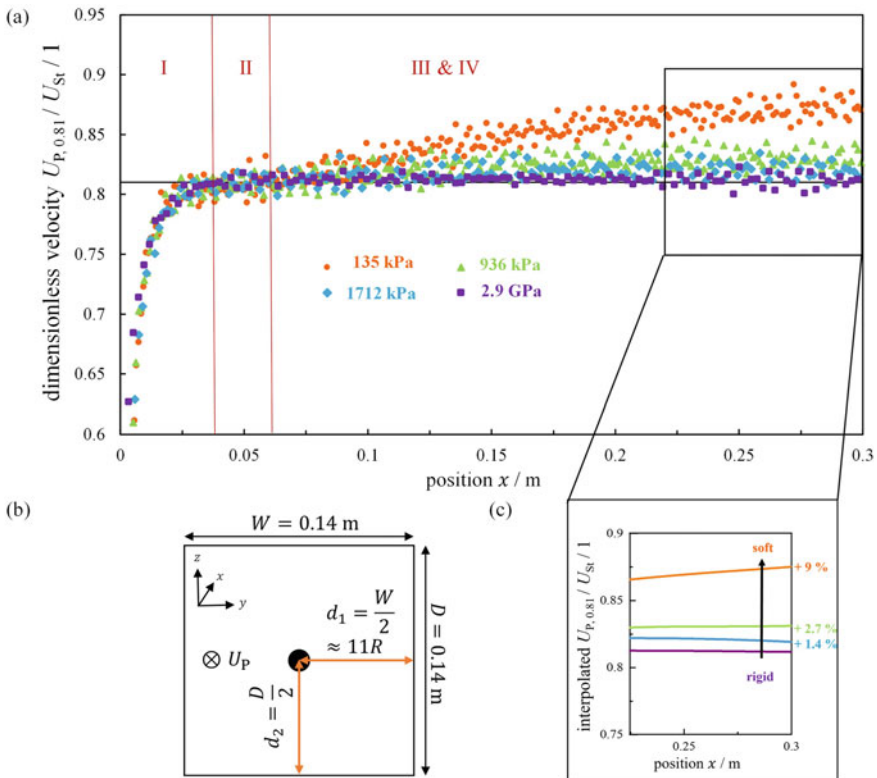 (a)
dimensionless velocity U_P, 0.81 / U_St / 1
0.95
0.9
0.85
0.8
0.75
0.7
0.65
0.6
I
II
III & IV
135 kPa
936 kPa
1712 kPa
2.9 GPa
0
0.05
0.1
0.15
0.2
0.25
0.3
position x / m
(b)
W = 0.14 m
z
x
y
d₁ = W/2
≈ 11R
U_P
d₂ = D/2
D = 0.14 m
(c)
interpolated U_P, 0.81 / U_St / 1
0.9
0.85
0.8
0.75
soft
+ 9 %
+ 2.7 %
+ 1.4 %
rigid
0.25
0.3
position x / m